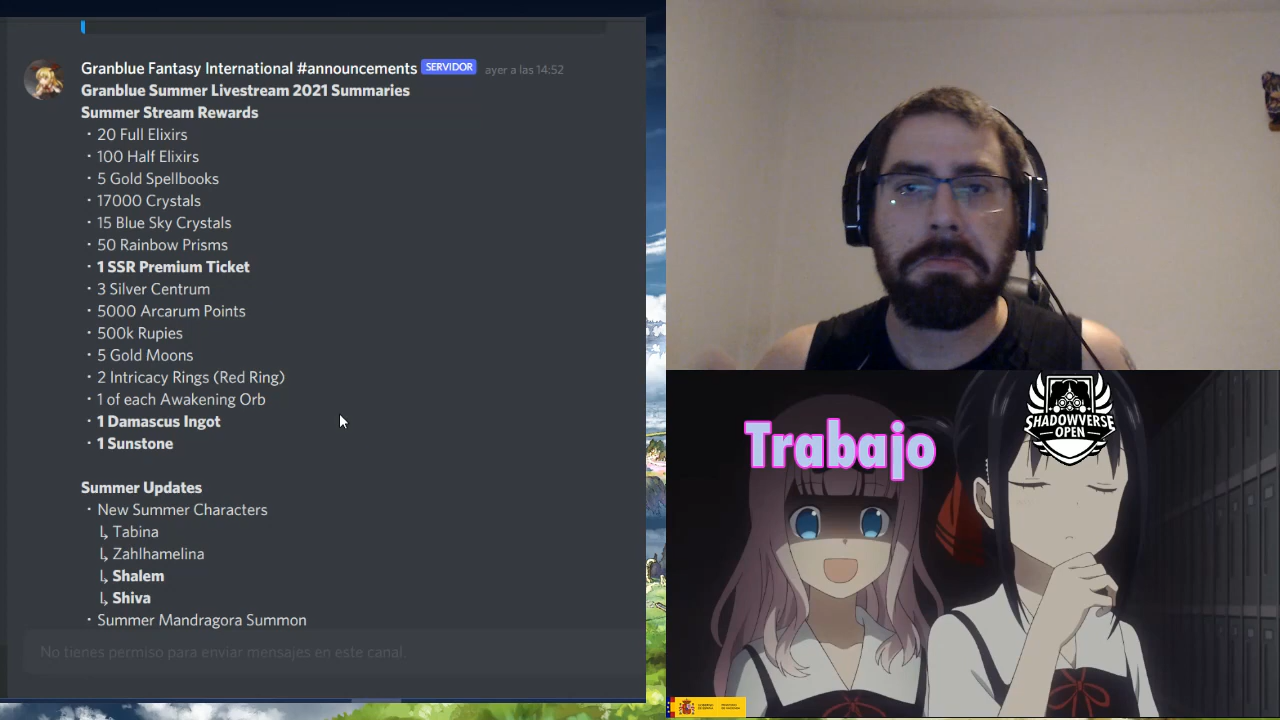 Granblue Fantasy International #announcements SERVIDOR ayer a las 14:52
Granblue Summer Livestream 2021 Summaries
Summer Stream Rewards
・20 Full Elixirs
・100 Half Elixirs
・5 Gold Spellbooks
・17000 Crystals
・15 Blue Sky Crystals
・50 Rainbow Prisms
・1 SSR Premium Ticket
・3 Silver Centrum
・5000 Arcarum Points
・500k Rupies
・5 Gold Moons
・2 Intricacy Rings (Red Ring)
・1 of each Awakening Orb
・1 Damascus Ingot
・1 Sunstone
Summer Updates
・New Summer Characters
↳ Tabina
↳ Zahlhamelina
↳ Shalem
↳ Shiva
・Summer Mandragora Summon
No tienes permiso para enviar mensajes en este canal.
Trabajo
SHADOWVERSE
OPEN